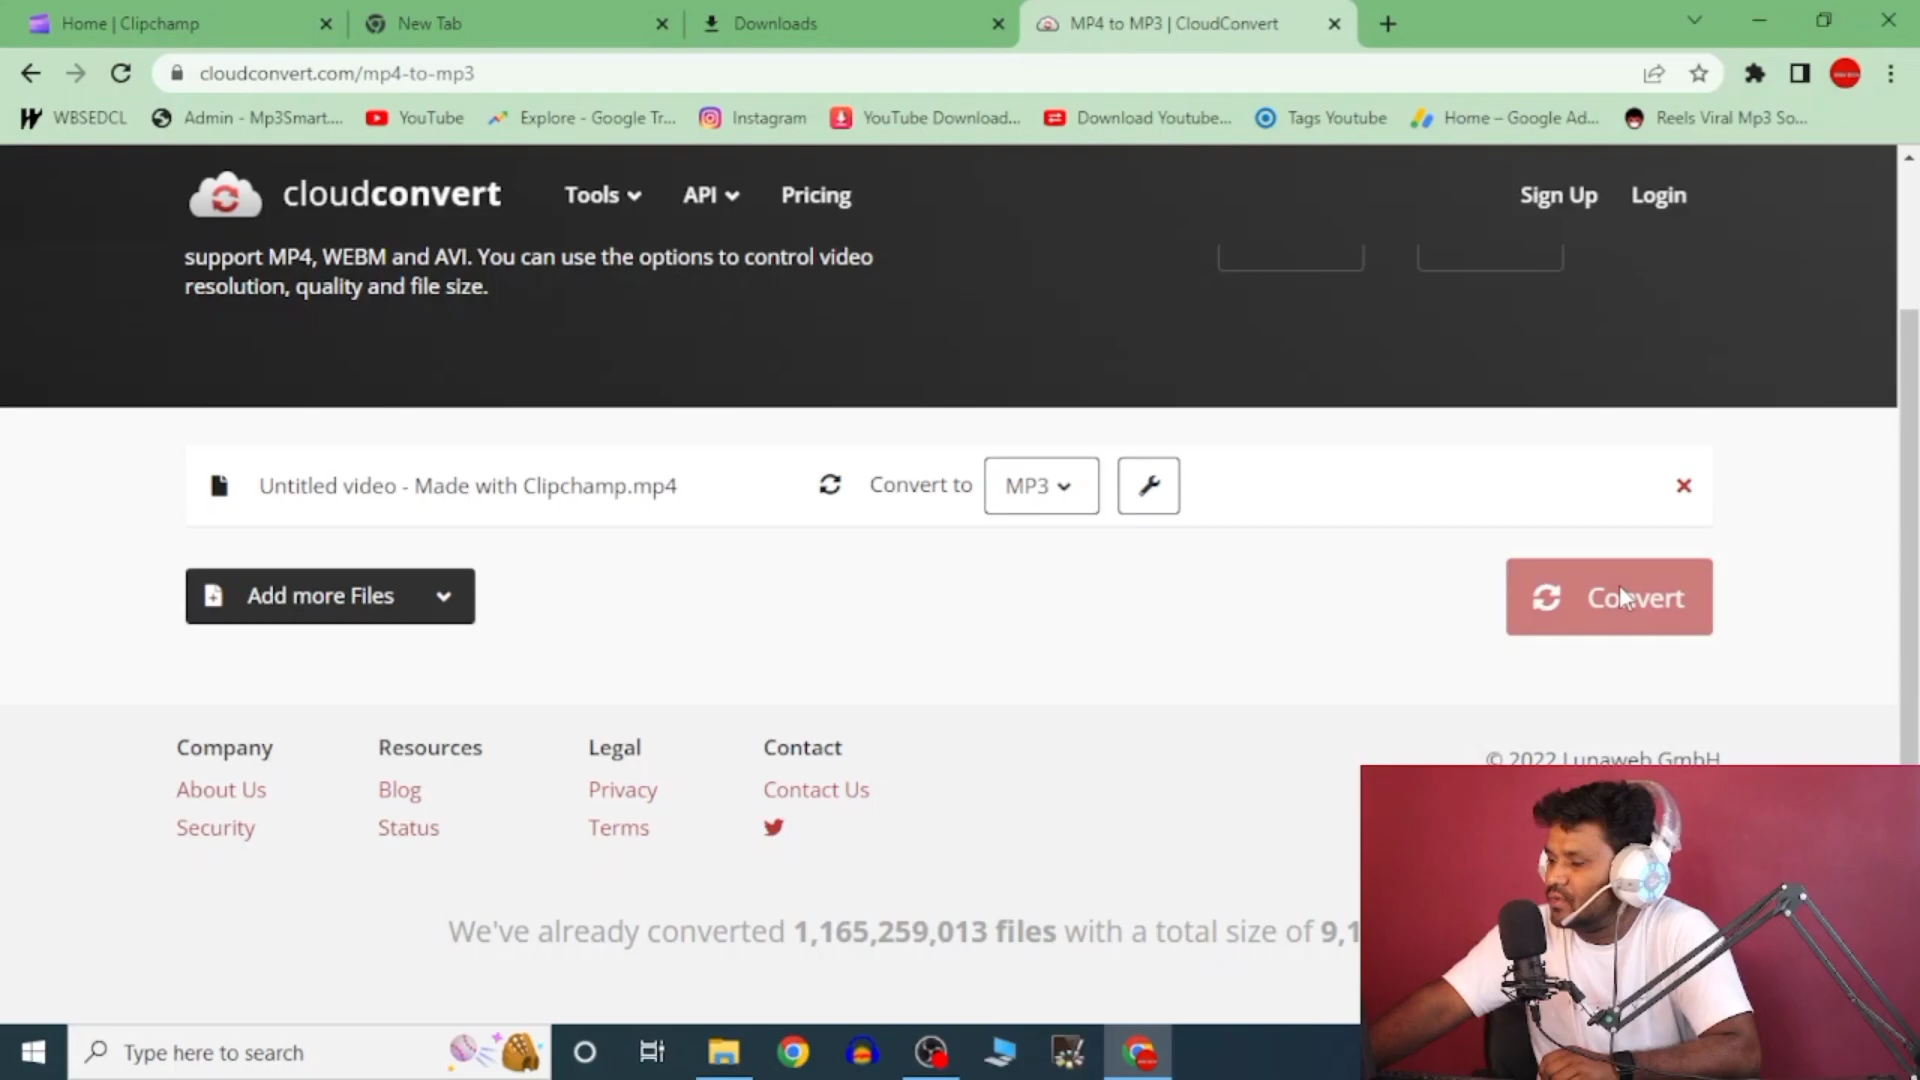 Home | Clipchamp
New Tab
Downloads
MP4 to MP3 | CloudConvert
cloudconvert.com/mp4-to-mp3
WBSEDCL
Admin - Mp3Smart....
YouTube
Explore - Google Tr...
Instagram
YouTube Download...
Download Youtube...
Tags Youtube
Home – Google Ad...
Reels Viral Mp3 So...
cloudconvert
Tools
API
Pricing
Sign Up
Login
support MP4, WEBM and AVI. You can use the options to control video
resolution, quality and file size.
Untitled video - Made with Clipchamp.mp4
Convert to
MP3
Add more Files
Convert
Company
Resources
Legal
Contact
© 2022 Lunaweb GmbH
About Us
Blog
Privacy
Contact Us
Security
Status
Terms
We've already converted 1,165,259,013 files with a total size of 9,1
Type here to search